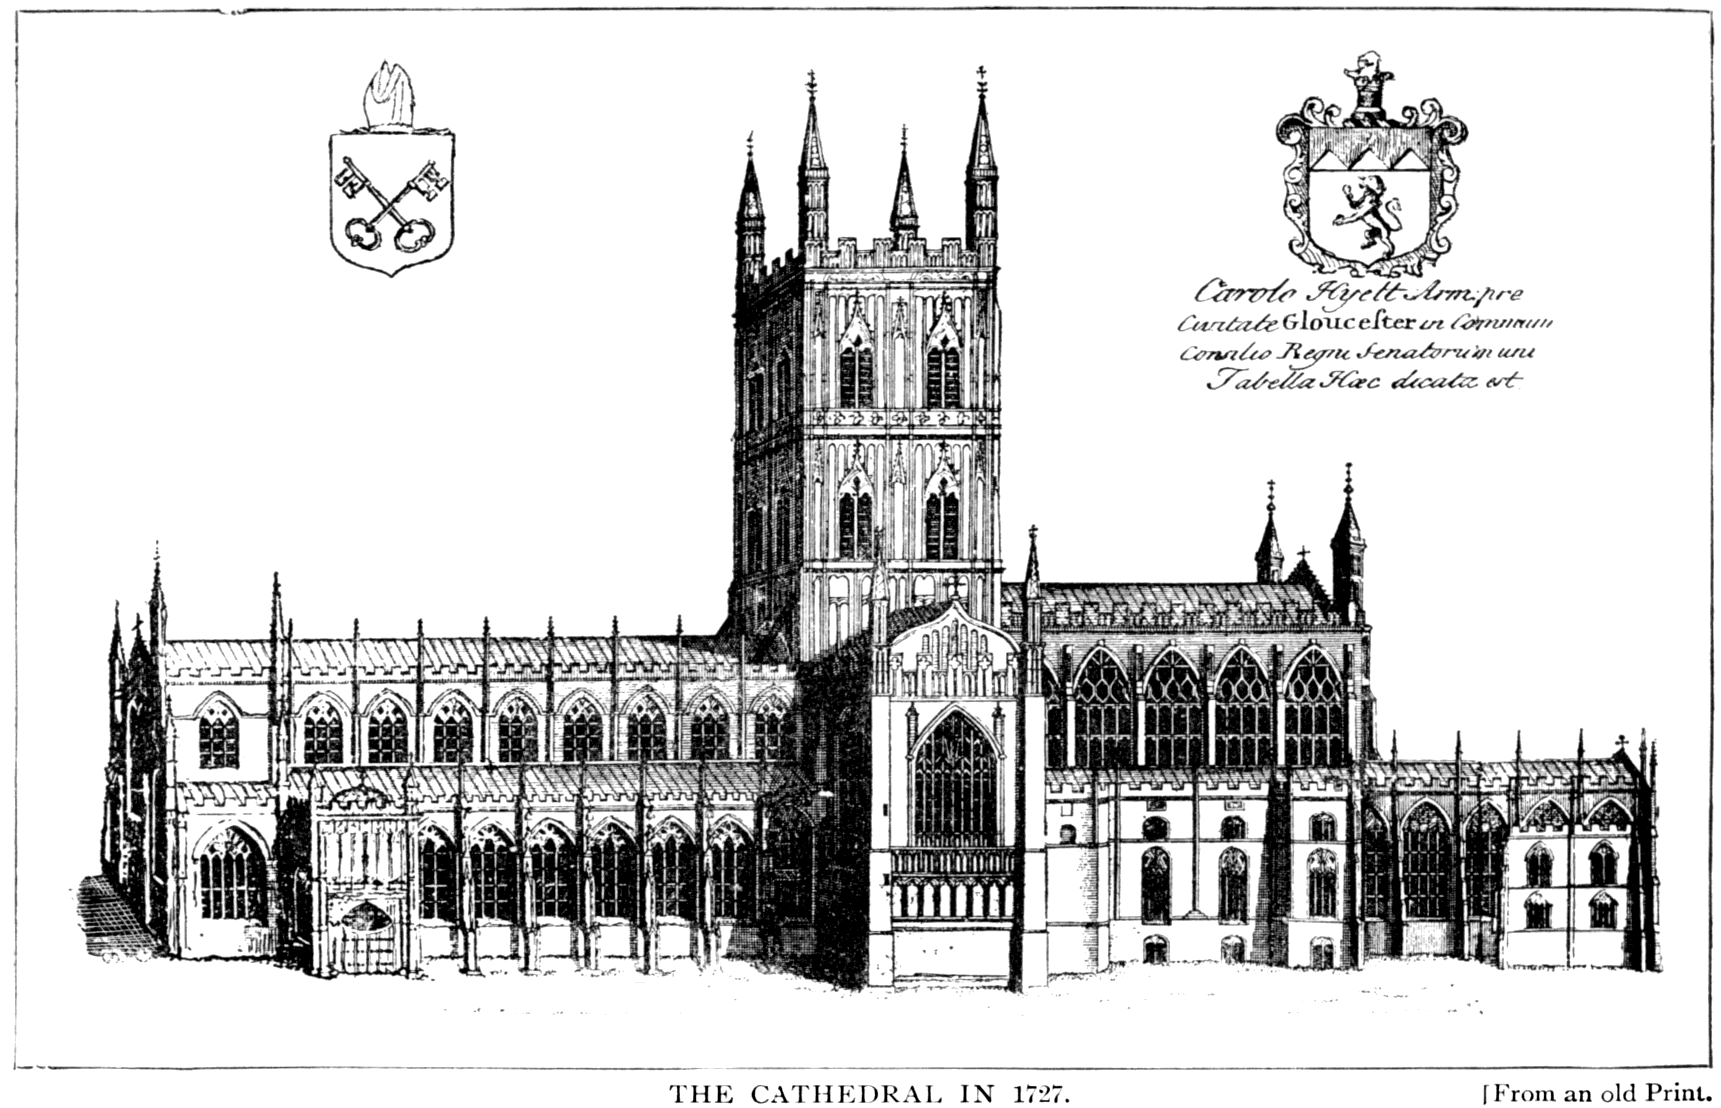 Carolo Hyett Arm: pre
Civitate Glouceſter in Commun
Consilio Regni Senatorum uni
Tabella Hæc dicata est
THE CATHEDRAL IN 1727.
[From an old Print.